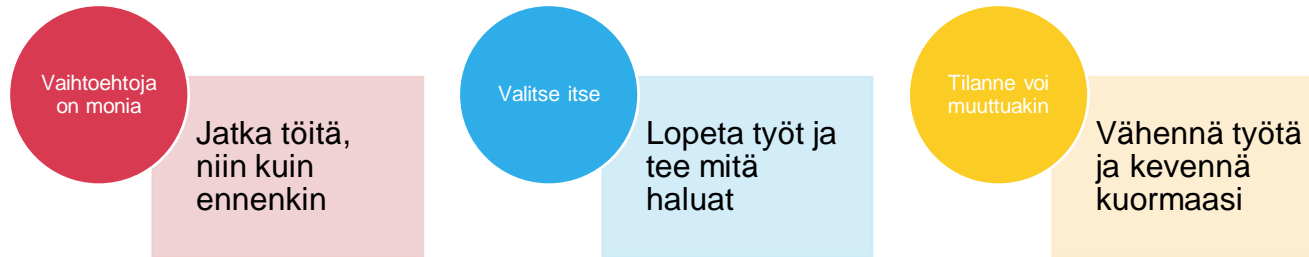 Vaihtoehtoja
on monia
Jatka töitä,
niin kuin
ennenkin
Valitse itse
Lopeta työt ja
tee mitä
haluat
Tilanne voi
muuttuakin
Vähennä työtä
ja kevennä
kuormaasi